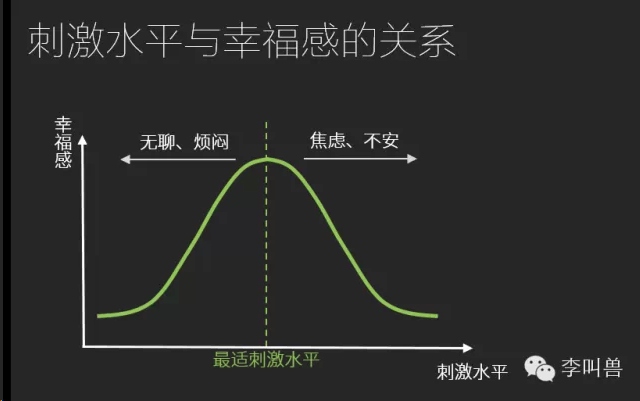 刺激水平与幸福感的关系
幸福感
无聊、烦闷
焦虑、不安
最适刺激水平
刺激水平
李叫兽